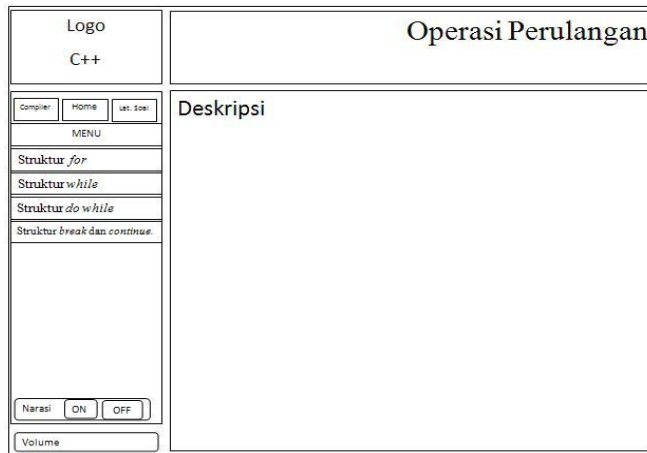 Logo
C++
Operasi Perulangan
Compiler Home Lat. Soal
MENU
Struktur for
Struktur while
Struktur do while
Struktur break dan continue.
Narasi ON OFF
Volume
Deskripsi